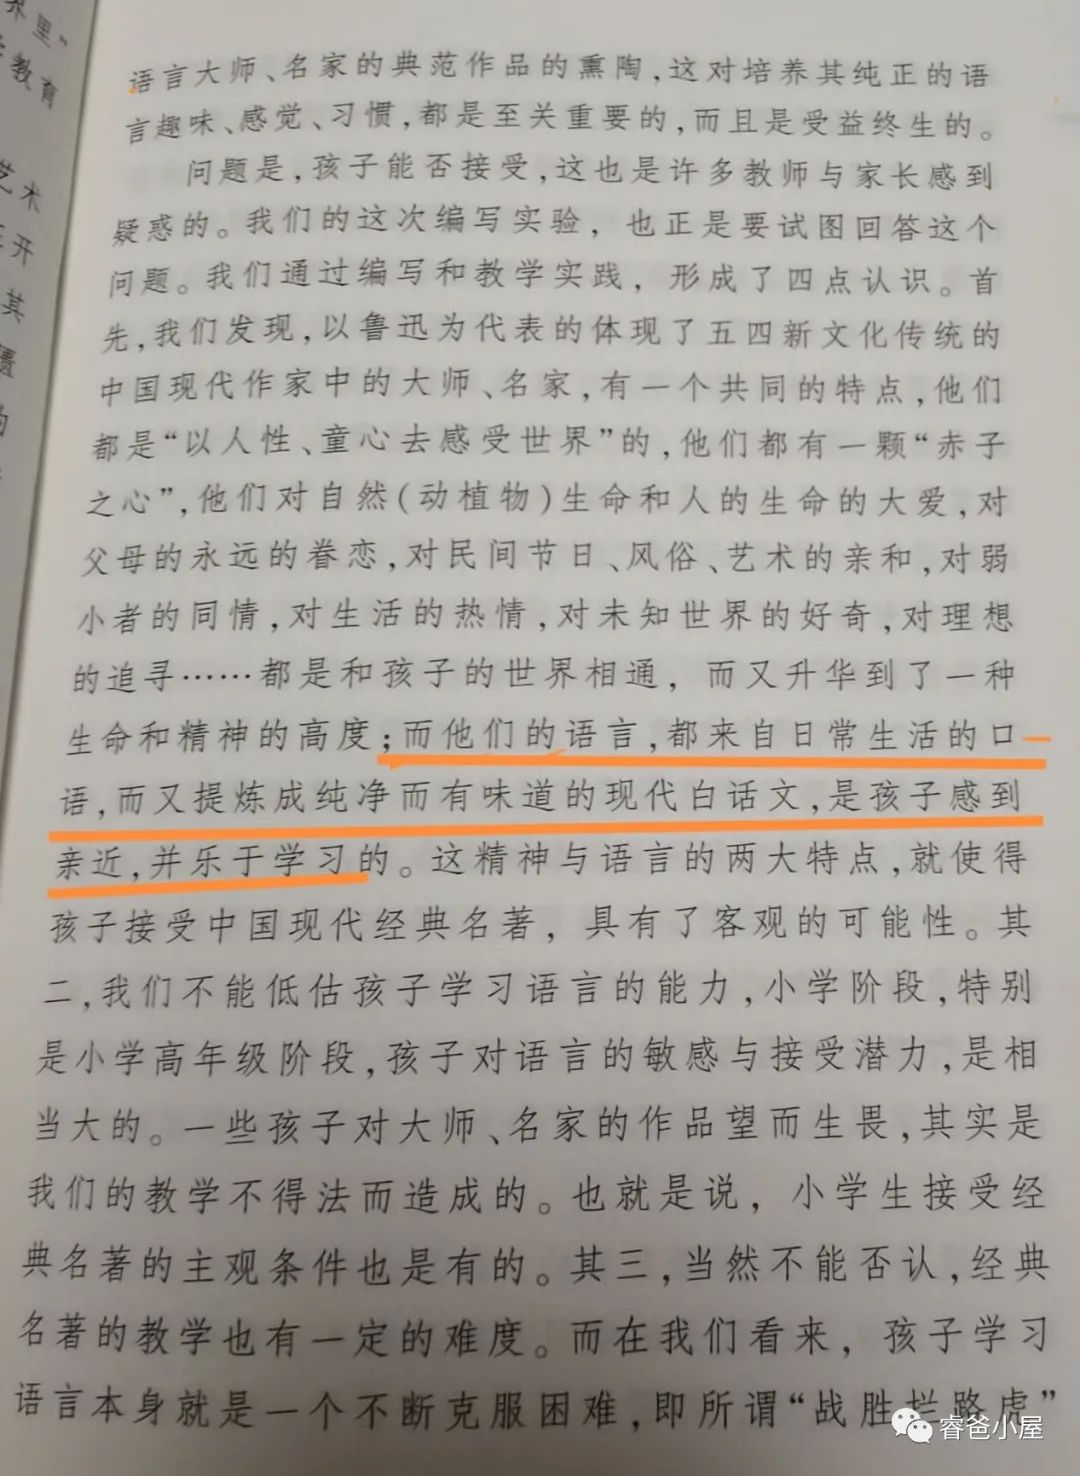 界里”
教育
艺术
开
其
语言大师、名家的典范作品的熏陶,这对培养其纯正的语
言趣味、感觉、习惯,都是至关重要的,而且是受益终生的。
问题是,孩子能否接受,这也是许多教师与家长感到
疑惑的。我们的这次编写实验,也正是要试图回答这个
问题。我们通过编写和教学实践,形成了四点认识。首
先,我们发现,以鲁迅为代表的体现了五四新文化传统的
中国现代作家中的大师、名家,有一个共同的特点,他们
都是“以人性、童心去感受世界”的,他们都有一颗“赤子
之心”,他们对自然(动植物)生命和人的生命的大爱,对
父母的永远的眷恋,对民间节日、风俗、艺术的亲和,对弱
小者的同情,对生活的热情,对未知世界的好奇,对理想
的追寻……都是和孩子的世界相通,而又升华到了一种
生命和精神的高度;而他们的语言,都来自日常生活的口
语,而又提炼成纯净而有味道的现代白话文,是孩子感到
亲近,并乐于学习的。这精神与语言的两大特点,就使得
孩子接受中国现代经典名著,具有了客观的可能性。其
二,我们不能低估孩子学习语言的能力,小学阶段,特别
是小学高年级阶段,孩子对语言的敏感与接受潜力,是相
当大的。一些孩子对大师、名家的作品望而生畏,其实是
我们的教学不得法而造成的。也就是说,小学生接受经
典名著的主观条件也是有的。其三,当然不能否认,经典
名著的教学也有一定的难度。而在我们看来,孩子学习
语言本身就是一个不断克服困难,即所谓“战胜拦路虎”
睿爸小屋